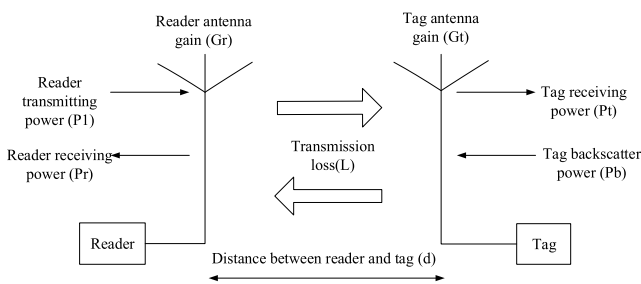 Reader antenna
gain (Gr)
Tag antenna
gain (Gt)
Reader
transmitting
power (P1)
Tag receiving
power (Pt)
Transmission
loss(L)
Reader receiving
power (Pr)
Tag backscatter
power (Pb)
Reader
Tag
Distance between reader and tag (d)